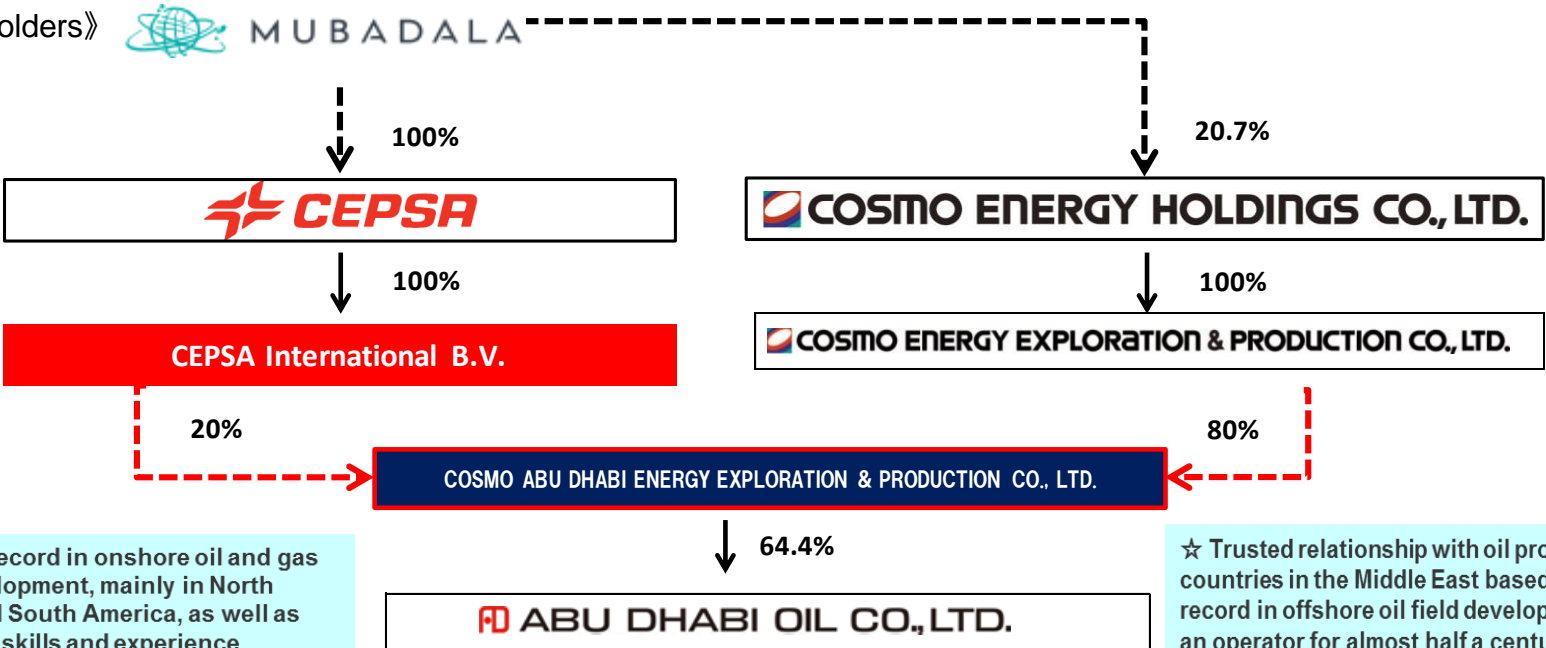 olders》 MUBADALA
100%
20.7%
CEPSA
COSMO ENERGY HOLDINGS CO., LTD.
100%
100%
CEPSA International B.V.
COSMO ENERGY EXPLORATION & PRODUCTION CO., LTD.
20%
80%
COSMO ABU DHABI ENERGY EXPLORATION & PRODUCTION CO., LTD.
64.4%
ecord in onshore oil and gas
lopment, mainly in North
South America, as well as
skills and experience
ABU DHABI OIL CO., LTD.
☆ Trusted relationship with oil pro
countries in the Middle East based
record in offshore oil field develop
an operator for almost half a centu